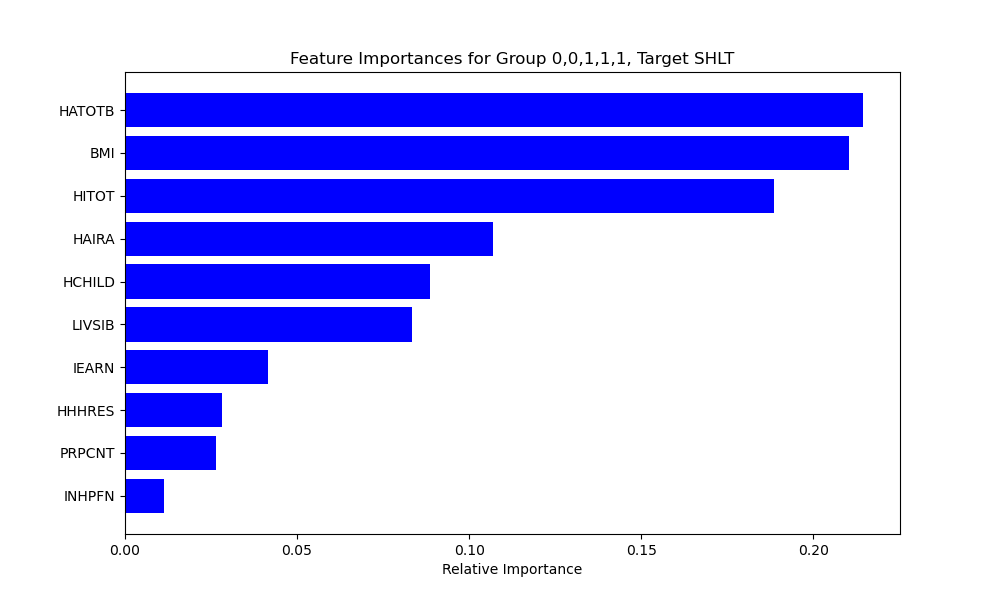 Feature Importances for Group 0,0,1,1,1, Target SHLT
HATOTB
BMI
HITOT
HAIRA
HCHILD
LIVSIB
IEARN
HHHRES
PRPCNT
INHPFN
0.00 0.05 0.10 0.15 0.20
Relative Importance